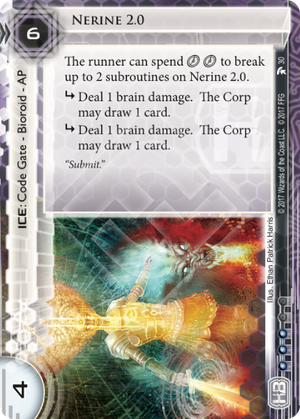 NERINE 2.0
6
The runner can spend to break
up to 2 subroutines on Nerine 2.0.
Deal 1 brain damage. The Corp
may draw 1 card.
Deal 1 brain damage. The Corp
may draw 1 card.
"Submit."
ICE: Code Gate - Bioroid - AP
30
© 2017 Wizards of the Coast LLC. © 2017 FFG
Illus. Ethan Patrick Harris
4
HB